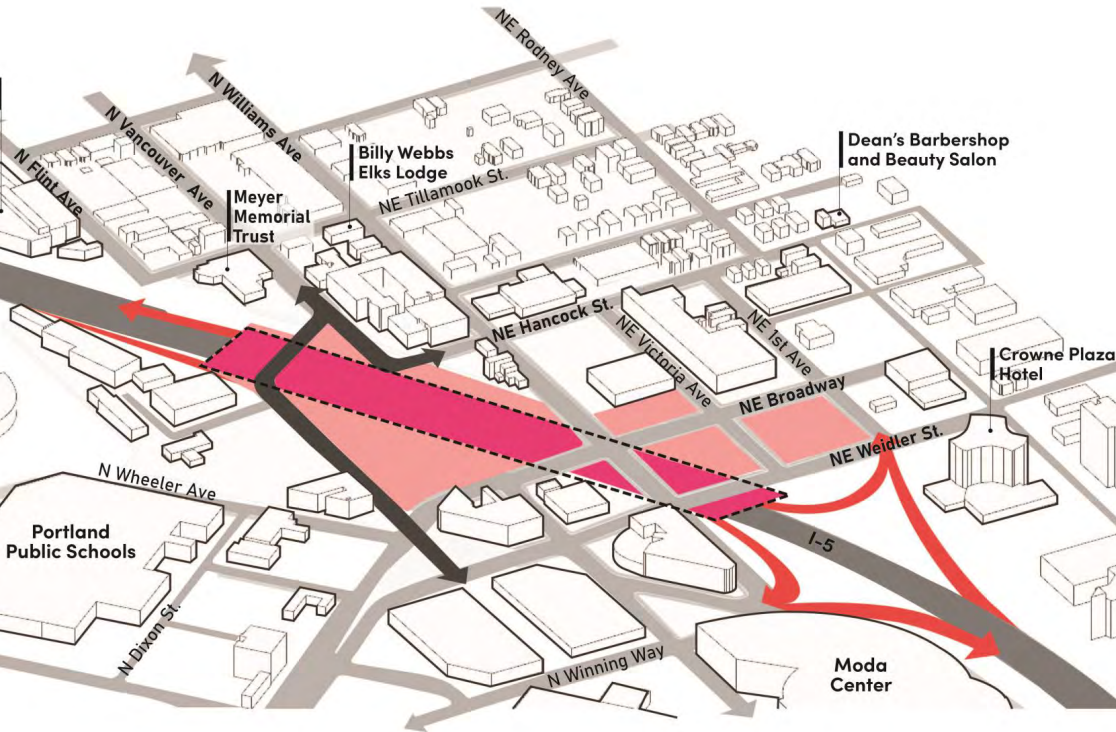 NE Rodney Ave
N Williams Ave
N Vancouver Ave
N Flint Ave
Billy Webbs
Elks Lodge
Dean's Barbershop
and Beauty Salon
NE Tillamook St.
Meyer
Memorial
Trust
NE Hancock St.
NE Victoria Ave
NE 1st Ave
Crowne Plaza
Hotel
NE Broadway
NE Weidler St.
N Wheeler Ave
Portland
Public Schools
I-5
N Dixon St.
N Winning Way
Moda
Center